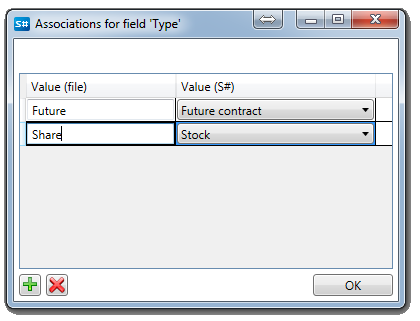 S# Associations for field 'Type'
Value (file) Value (S#)
Future Future contract
Share Stock
OK